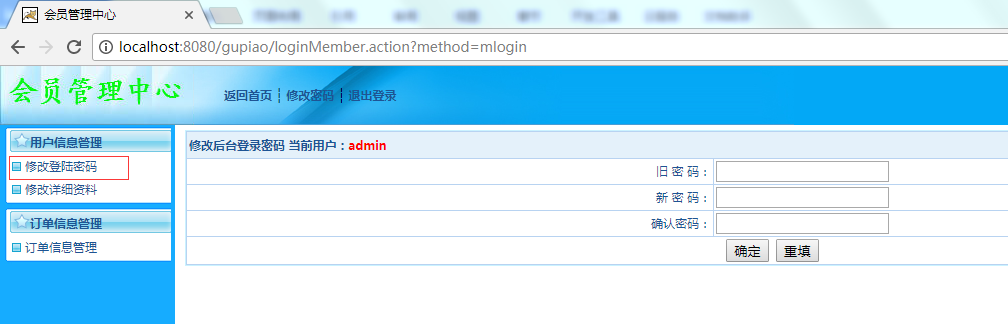 会员管理中心
localhost:8080/gupiao/loginMember.action?method=mlogin
会员管理中心
返回首页 ┊ 修改密码 ┊ 退出登录
用户信息管理
修改登陆密码
修改详细资料
订单信息管理
订单信息管理
修改后台登录密码 当前用户：admin
旧 密 码：
新 密 码：
确认密码：
确定 重填